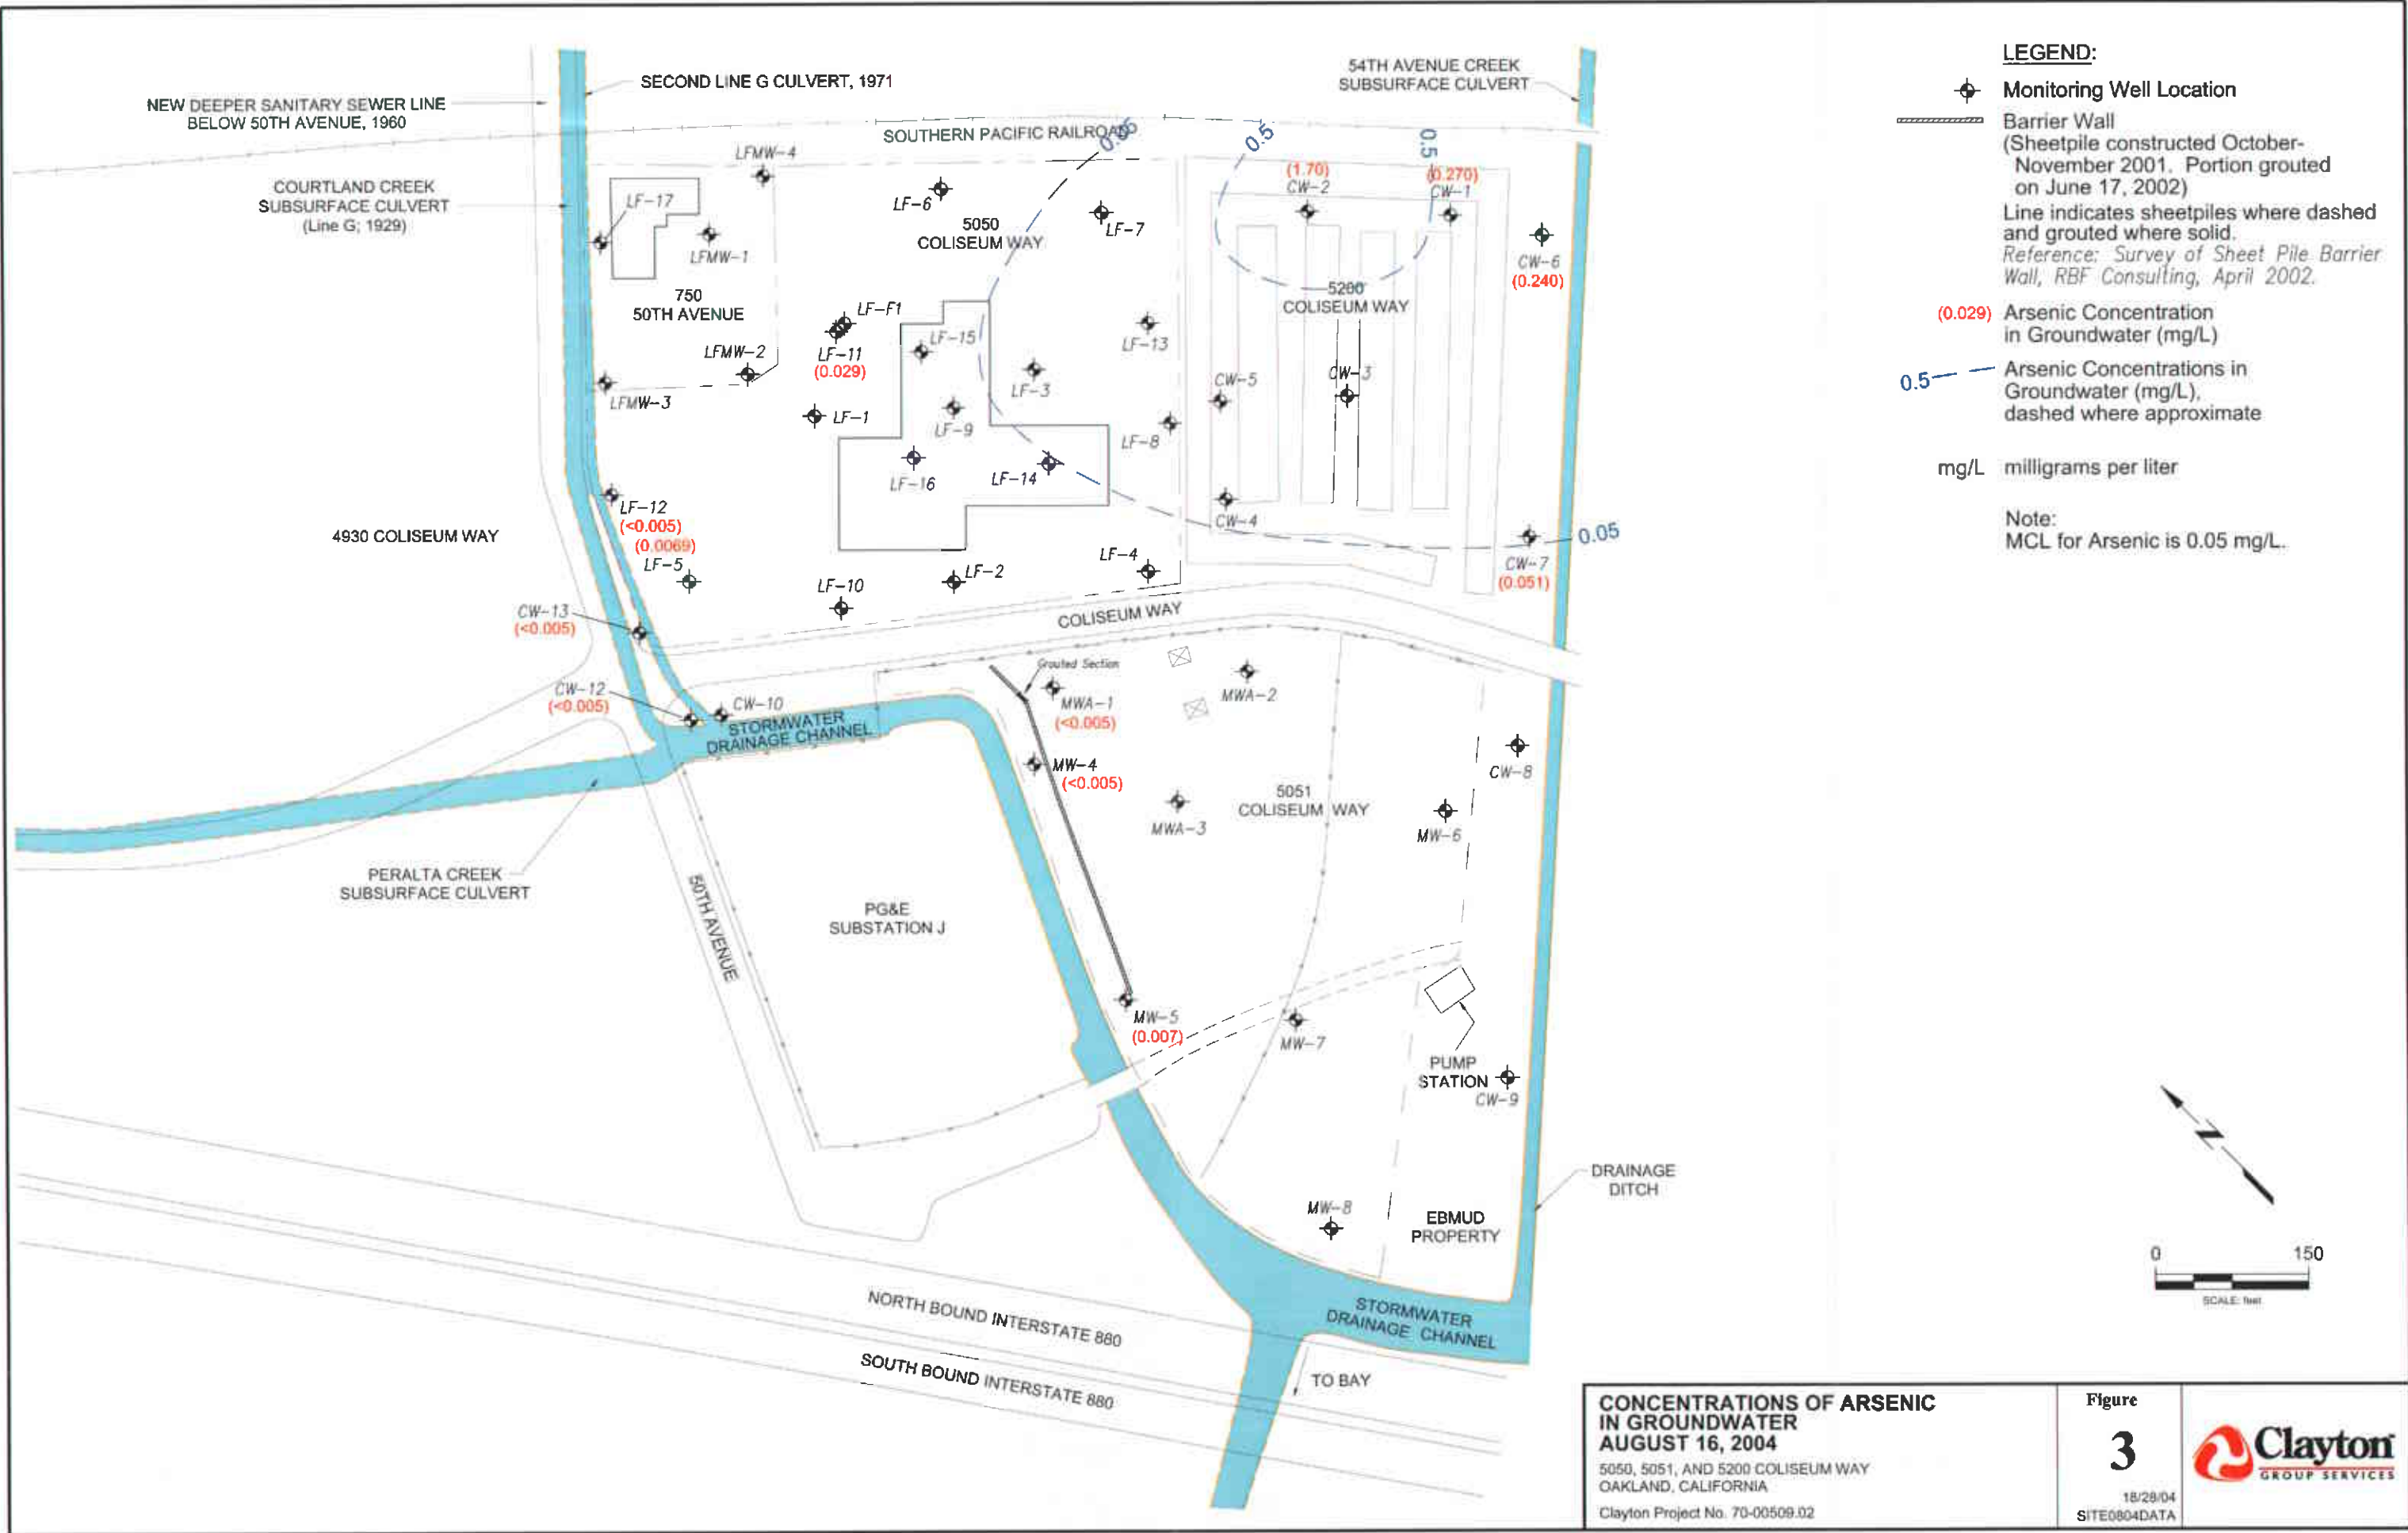 SECOND LINE G CULVERT, 1971
NEW DEEPER SANITARY SEWER LINE
BELOW 50TH AVENUE, 1960
54TH AVENUE CREEK
SUBSURFACE CULVERT
SOUTHERN PACIFIC RAILROAD
0.05
0.5
0.5
COURTLAND CREEK
SUBSURFACE CULVERT
(Line G; 1929)
LFMW-4
LF-17
LFMW-1
LF-6
5050
COLISEUM WAY
LF-7
(1.70)
CW-2
(0.270)
CW-1
CW-6
(0.240)
750
50TH AVENUE
LF-F1
LF-11
(0.029)
LFMW-2
LF-15
LF-3
LF-13
5200
COLISEUM WAY
LFMW-3
LF-1
LF-9
LF-8
CW-5
CW-3
LF-16
LF-14
CW-4
LF-12
(<0.005)
(0.0069)
LF-5
4930 COLISEUM WAY
0.05
CW-7
(0.051)
LF-10
LF-2
LF-4
COLISEUM WAY
CW-13
(<0.005)
CW-12
(<0.005)
CW-10
STORMWATER
DRAINAGE CHANNEL
Grouted Section
MWA-1
(<0.005)
MWA-2
MW-4
(<0.005)
MWA-3
5051
COLISEUM WAY
CW-8
MW-6
PERALTA CREEK
SUBSURFACE CULVERT
50TH AVENUE
PG&E
SUBSTATION J
MW-5
(0.007)
MW-7
PUMP
STATION
CW-9
DRAINAGE
DITCH
MW-8
EBMUD
PROPERTY
STORMWATER
DRAINAGE CHANNEL
NORTH BOUND INTERSTATE 880
SOUTH BOUND INTERSTATE 880
TO BAY
LEGEND:
Monitoring Well Location
Barrier Wall
(Sheetpile constructed October-
November 2001. Portion grouted
on June 17, 2002)
Line indicates sheetpiles where dashed
and grouted where solid.
Reference: Survey of Sheet Pile Barrier
Wall, RBF Consulting, April 2002.
(0.029) Arsenic Concentration
in Groundwater (mg/L)
0.5 Arsenic Concentrations in
Groundwater (mg/L),
dashed where approximate
mg/L milligrams per liter
Note:
MCL for Arsenic is 0.05 mg/L.
Z
0 150
SCALE: feet
CONCENTRATIONS OF ARSENIC
IN GROUNDWATER
AUGUST 16, 2004
5050, 5051, AND 5200 COLISEUM WAY
OAKLAND, CALIFORNIA
Clayton Project No. 70-00509.02
Figure
3
18/28/04
SITE0804DATA
Clayton
GROUP SERVICES